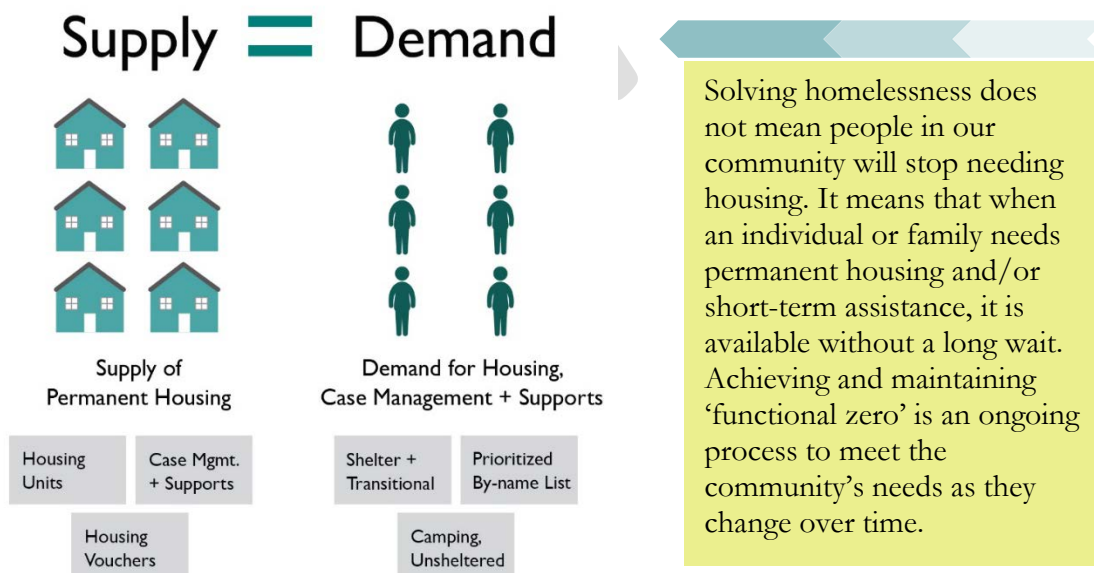 Supply = Demand
Supply of
Permanent Housing
Demand for Housing,
Case Management + Supports
Housing
Units
Case Mgmt.
+ Supports
Housing
Vouchers
Shelter +
Transitional
Prioritized
By-name List
Camping,
Unsheltered
Solving homelessness does
not mean people in our
community will stop needing
housing. It means that when
an individual or family needs
permanent housing and/or
short-term assistance, it is
available without a long wait.
Achieving and maintaining
‘functional zero’ is an ongoing
process to meet the
community’s needs as they
change over time.